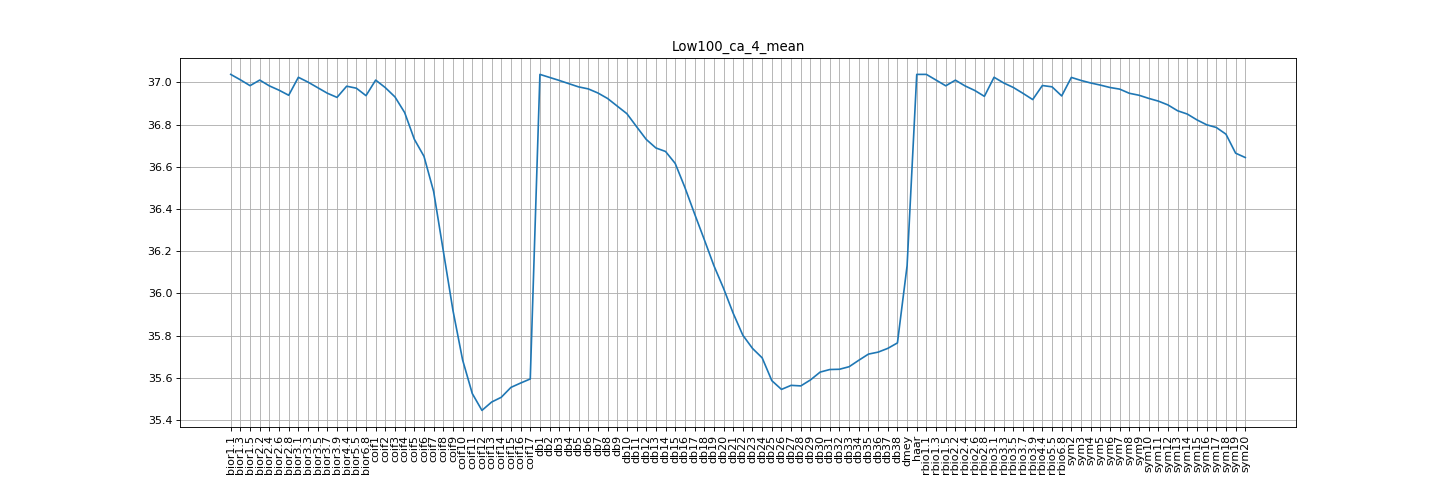 Low100_ca_4_mean
37.0
36.8
36.6
36.4
36.2
36.0
35.8
35.6
35.4
bior1.1
bior1.3
bior1.5
bior2.2
bior2.4
bior2.6
bior2.8
bior3.1
bior3.3
bior3.5
bior3.7
bior3.9
bior4.4
bior5.5
bior6.8
coif1
coif2
coif3
coif4
coif5
coif6
coif7
coif8
coif9
coif10
coif11
coif12
coif13
coif14
coif15
coif16
coif17
db1
db2
db3
db4
db5
db6
db7
db8
db9
db10
db11
db12
db13
db14
db15
db16
db17
db18
db19
db20
db21
db22
db23
db24
db25
db26
db27
db28
db29
db30
db31
db32
db33
db34
db35
db36
db37
db38
dmey
haar
rbio1.1
rbio1.3
rbio1.5
rbio2.2
rbio2.4
rbio2.6
rbio2.8
rbio3.1
rbio3.3
rbio3.5
rbio3.7
rbio3.9
rbio4.4
rbio5.5
rbio6.8
sym2
sym3
sym4
sym5
sym6
sym7
sym8
sym9
sym10
sym11
sym12
sym13
sym14
sym15
sym16
sym17
sym18
sym19
sym20